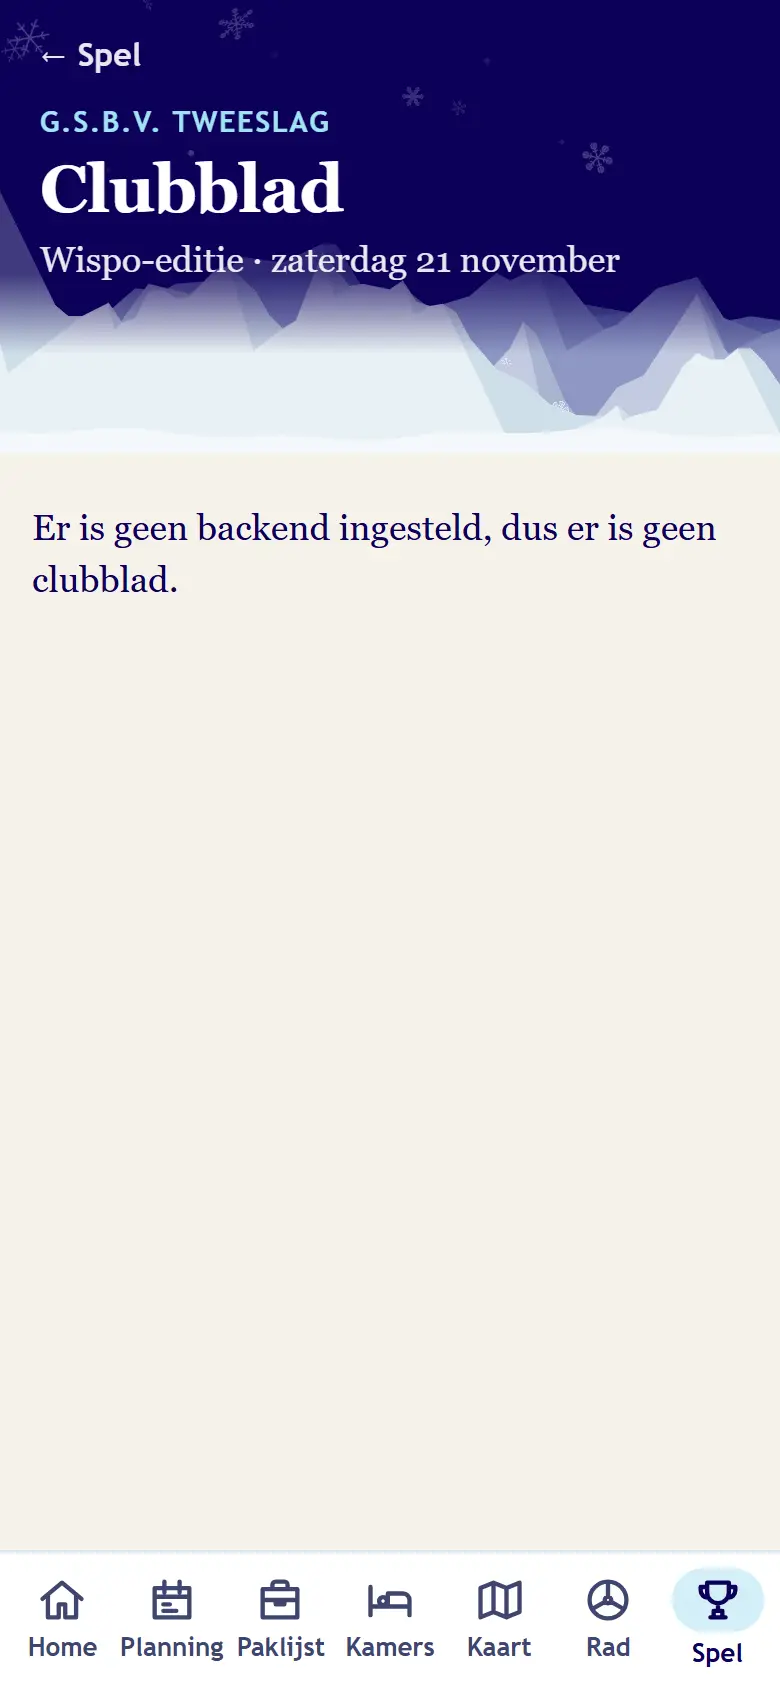 ← Spel
G.S.B.V. TWEESLAG
Clubblad
Wispo-editie · zaterdag 21 november
Er is geen backend ingesteld, dus er is geen
clubblad.
Home Planning Paklijst Kamers Kaart Rad Spel